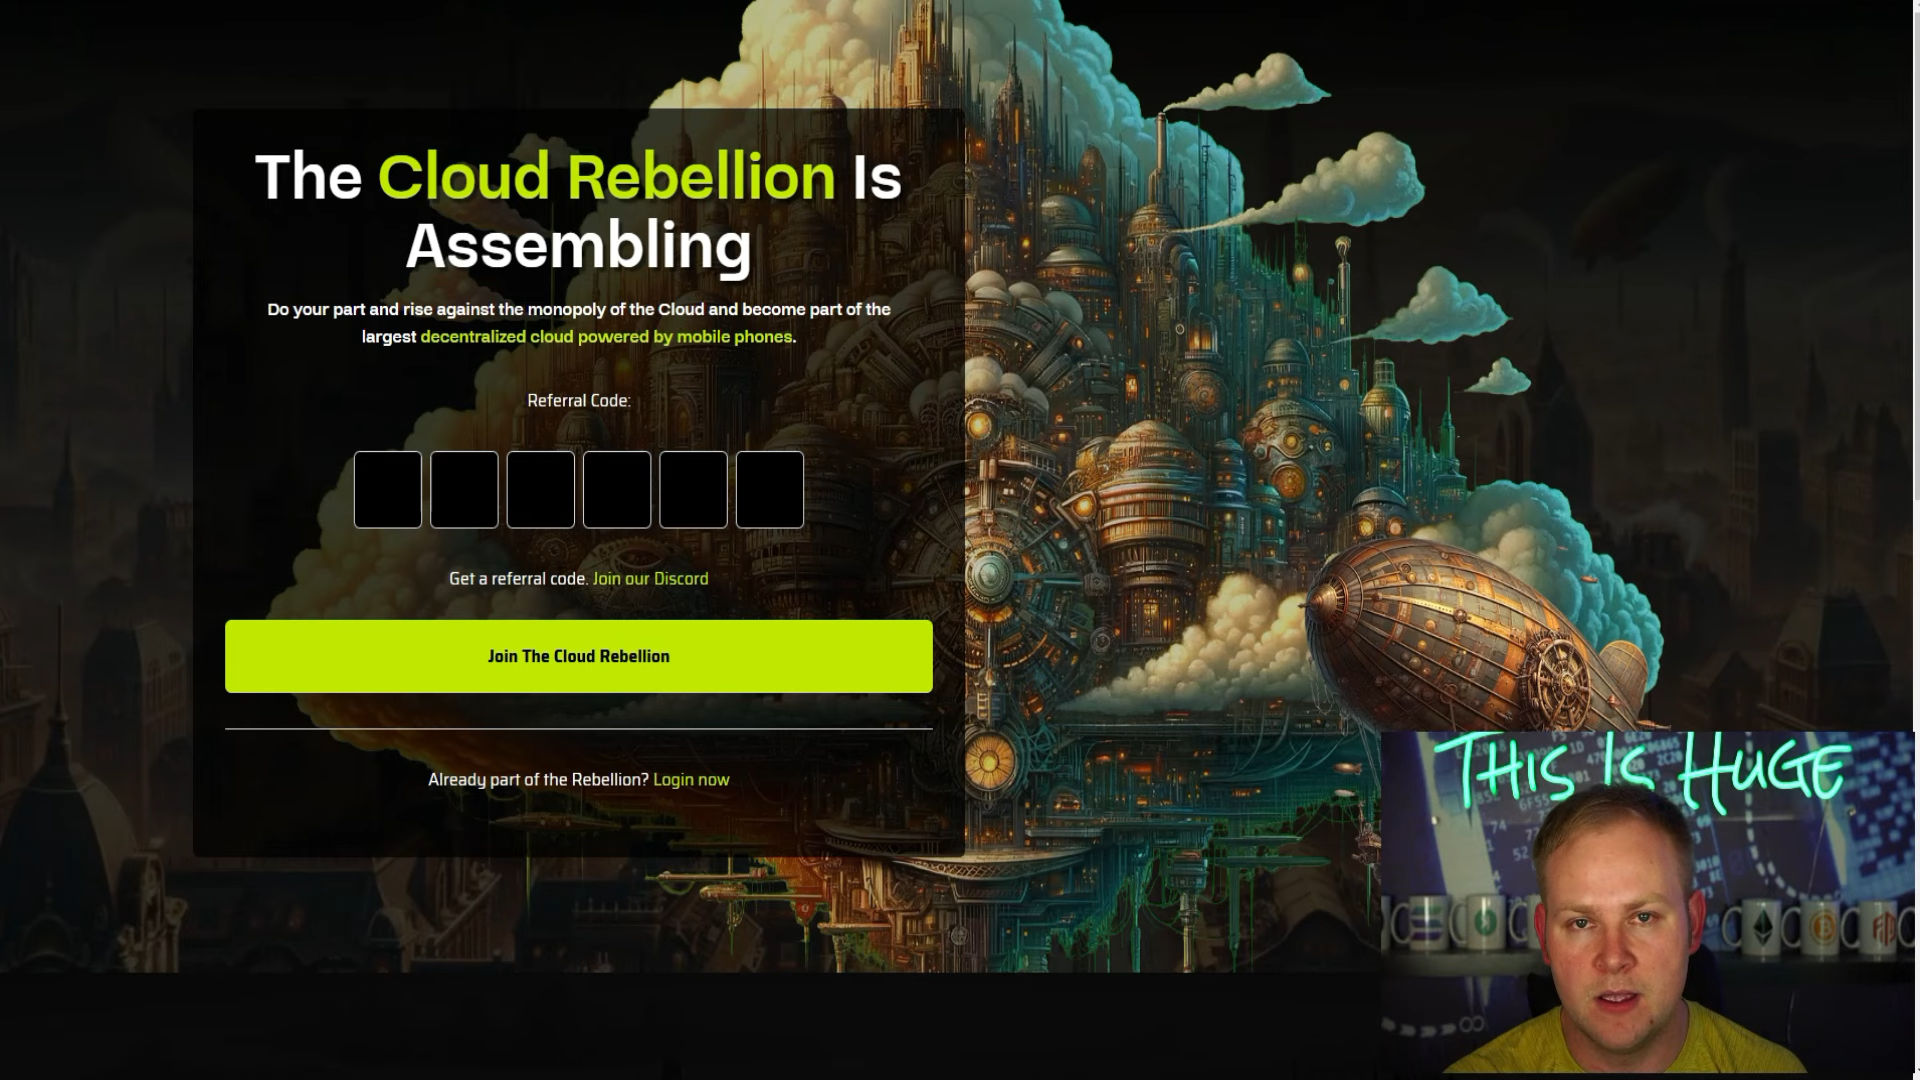 The Cloud Rebellion Is
Assembling
Do your part and rise against the monopoly of the Cloud and become part of the
largest decentralized cloud powered by mobile phones.
Referral Code:
Get a referral code. Join our Discord
Join The Cloud Rebellion
Already part of the Rebellion? Login now
THIS IS HUGE